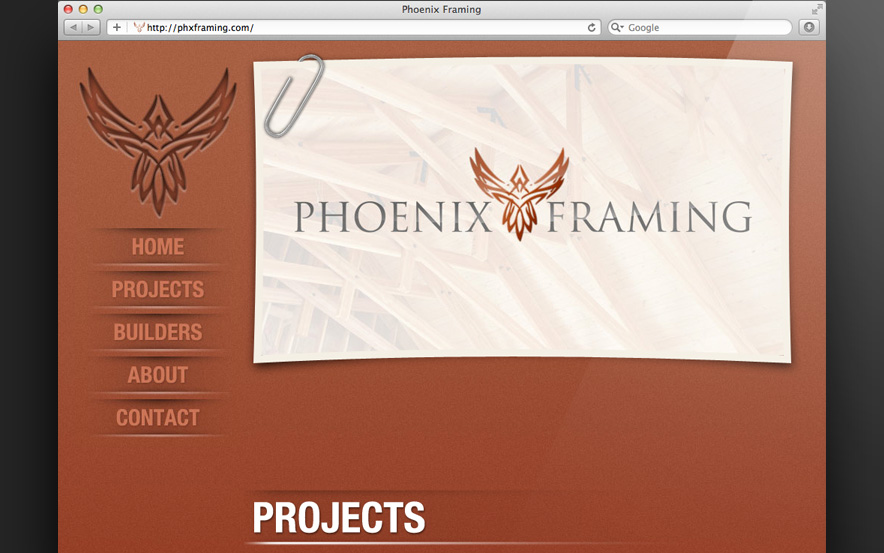 Phoenix Framing
http://phxframing.com/
Google
HOME
PROJECTS
BUILDERS
ABOUT
CONTACT
PHOENIX FRAMING
PROJECTS